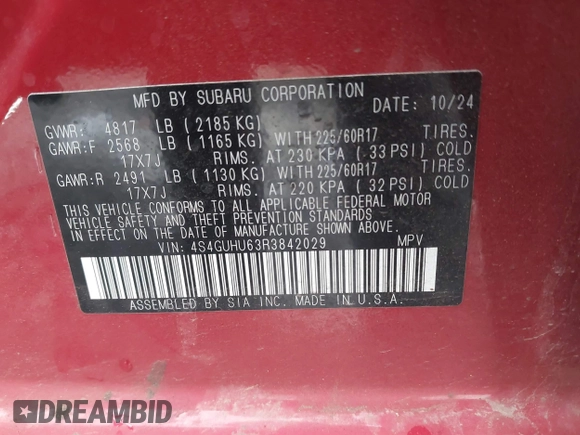 MFD BY SUBARU CORPORATION
DATE: 10/24
GVWR: 4817 LB (2185 KG)
GAWR:F 2568 LB (1165 KG) WITH 225/60R17 TIRES.
17X7J RIMS. AT 230 KPA (33 PSI) COLD
GAWR:R 2491 LB (1130 KG) WITH 225/60R17 TIRES.
17X7J RIMS. AT 220 KPA (32 PSI) COLD
THIS VEHICLE CONFORMS TO ALL APPLICABLE FEDERAL MOTOR
VEHICLE SAFETY AND THEFT PREVENTION STANDARDS
IN EFFECT ON THE DATE OF MANUFACTURE SHOWN ABOVE.
VIN: 4S4GUHU63R3842029 MPV
ASSEMBLED BY SIA INC. MADE IN U.S.A.
DREAMBID